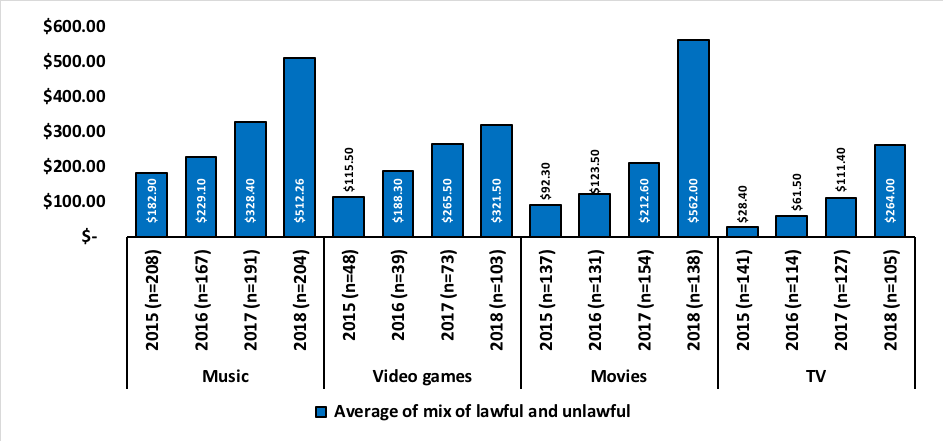 $600.00
$500.00
$400.00
$300.00
$200.00
$100.00
$-
$182.90
$229.10
$328.40
$512.26
$115.50
$188.30
$265.50
$321.50
$92.30
$123.50
$212.60
$562.00
$28.40
$61.50
$111.40
$264.00
2015 (n=208)
2016 (n=167)
2017 (n=191)
2018 (n=204)
2015 (n=48)
2016 (n=39)
2017 (n=73)
2018 (n=103)
2015 (n=137)
2016 (n=131)
2017 (n=154)
2018 (n=138)
2015 (n=141)
2016 (n=114)
2017 (n=127)
2018 (n=105)
Music
Video games
Movies
TV
Average of mix of lawful and unlawful